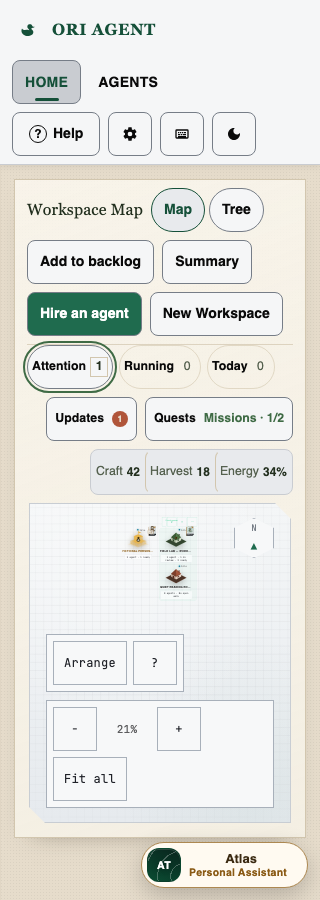 ORI AGENT
HOME AGENTS
? Help
Workspace Map Map Tree
Add to backlog Summary
Hire an agent New Workspace
Attention 1 Running 0 Today 0
Updates 1 Quests Missions · 1/2
Craft 42 Harvest 18 Energy 34%
N
Arrange ?
- 21% +
Fit all
AT Atlas
Personal Assistant